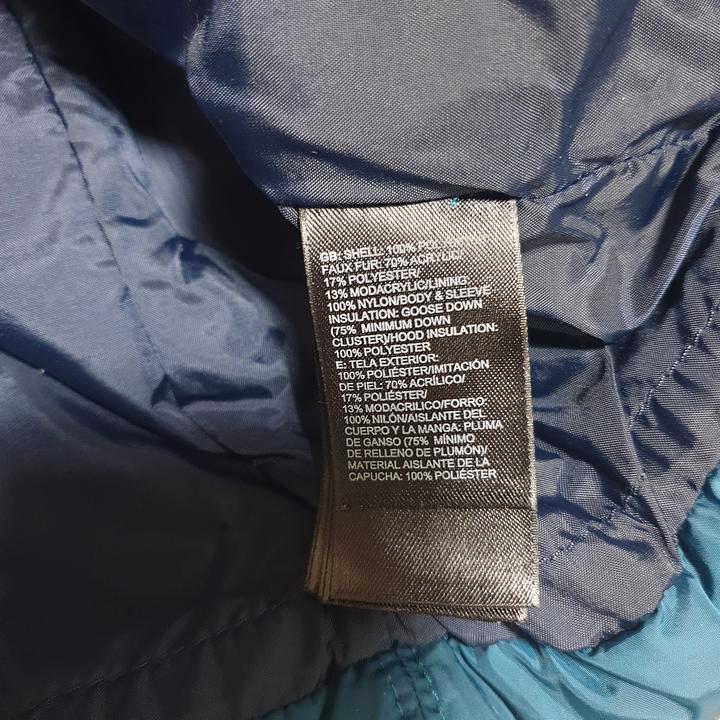 GB: SHELL: 100% POLYESTER/
FAUX FUR: 70% ACRYLIC/
17% POLYESTER/
13% MODACRYLIC/LINING:
100% NYLON/BODY & SLEEVE
INSULATION: GOOSE DOWN
(75% MINIMUM DOWN
CLUSTER)/HOOD INSULATION:
100% POLYESTER
E: TELA EXTERIOR:
100% POLIÉSTER/IMITACIÓN
DE PIEL: 70% ACRÍLICO/
17% POLIÉSTER/
13% MODACRILICO/FORRO:
100% NILÓN/AISLANTE DEL
CUERPO Y LA MANGA: PLUMA
DE GANSO (75% MÍNIMO
DE RELLENO DE PLUMÓN)/
MATERIAL AISLANTE DE LA
CAPUCHA: 100% POLIÉSTER